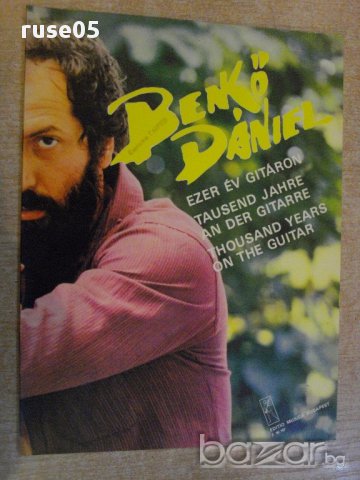 ruse05
BENKŐ
DÁNIEL
EZER ÉV GITÁRON
TAUSEND JAHRE
AN DER GITARRE
THOUSAND YEARS
ON THE GUITAR
EDITIO MUSICA BUDAPEST
bazar.bg